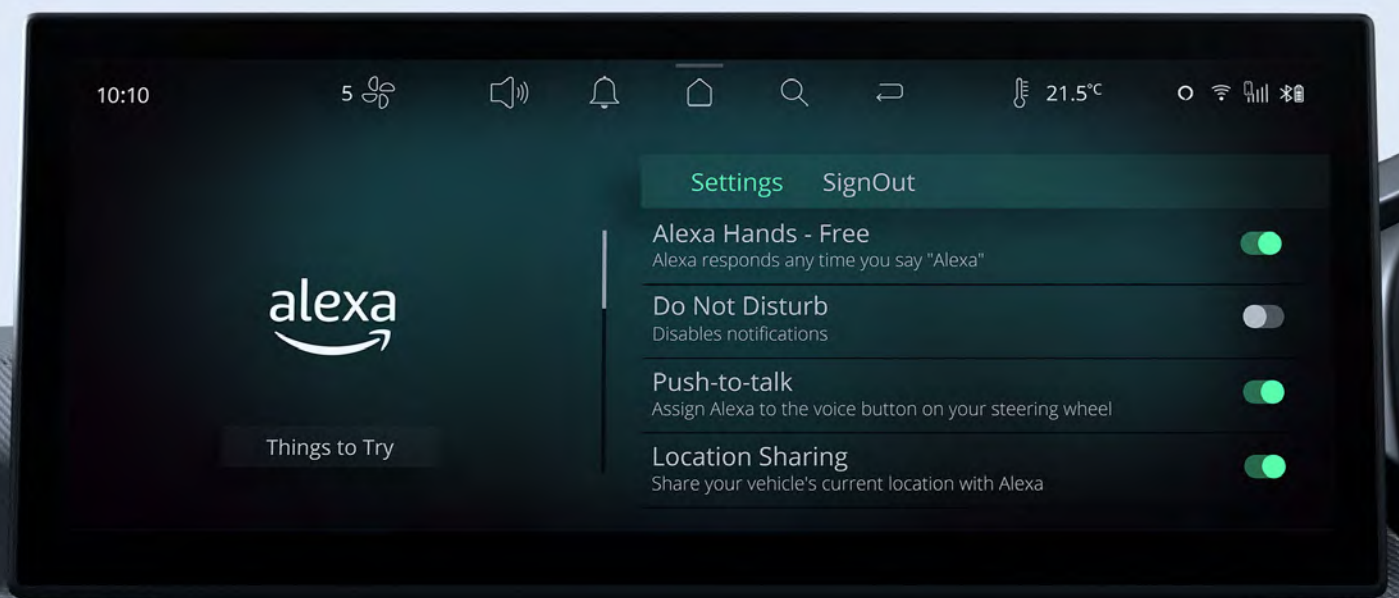 10:10
5
21.5°C
Settings SignOut
Alexa Hands - Free
Alexa responds any time you say "Alexa"
Do Not Disturb
Disables notifications
alexa
Push-to-talk
Assign Alexa to the voice button on your steering wheel
Things to Try
Location Sharing
Share your vehicle's current location with Alexa